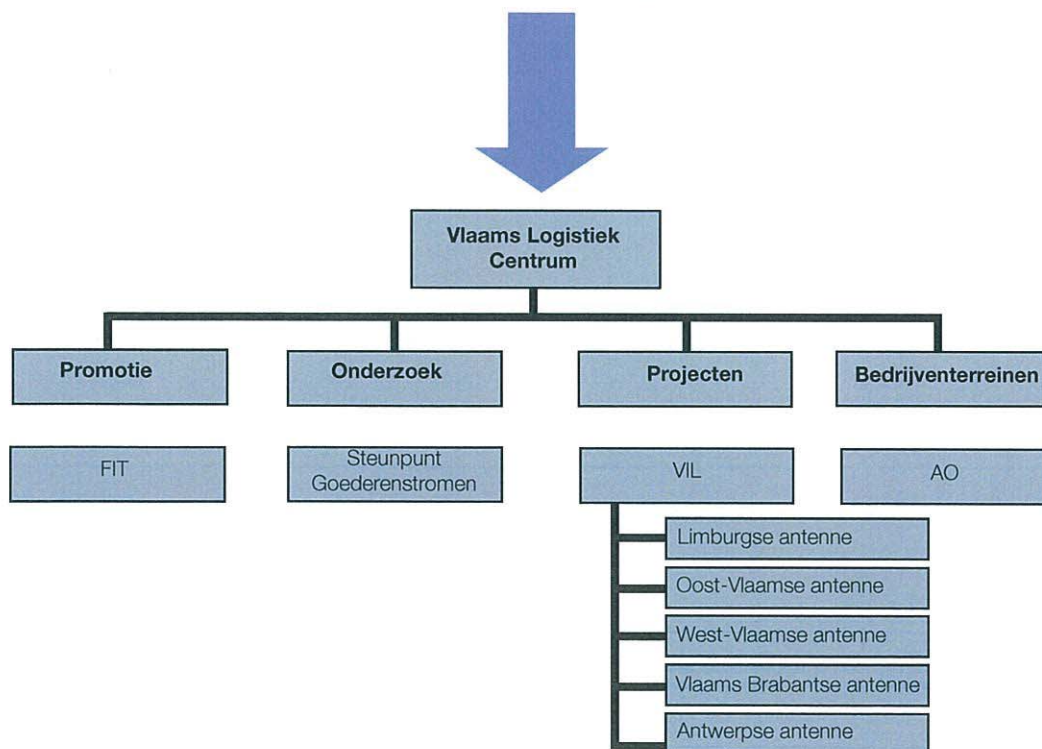 Vlaams Logistiek
Centrum
Promotie
Onderzoek
Projecten
Bedrijventerreinen
FIT
Steunpunt
Goederenstromen
VIL
AO
Limburgse antenne
Oost-Vlaamse antenne
West-Vlaamse antenne
Vlaams Brabantse antenne
Antwerpse antenne